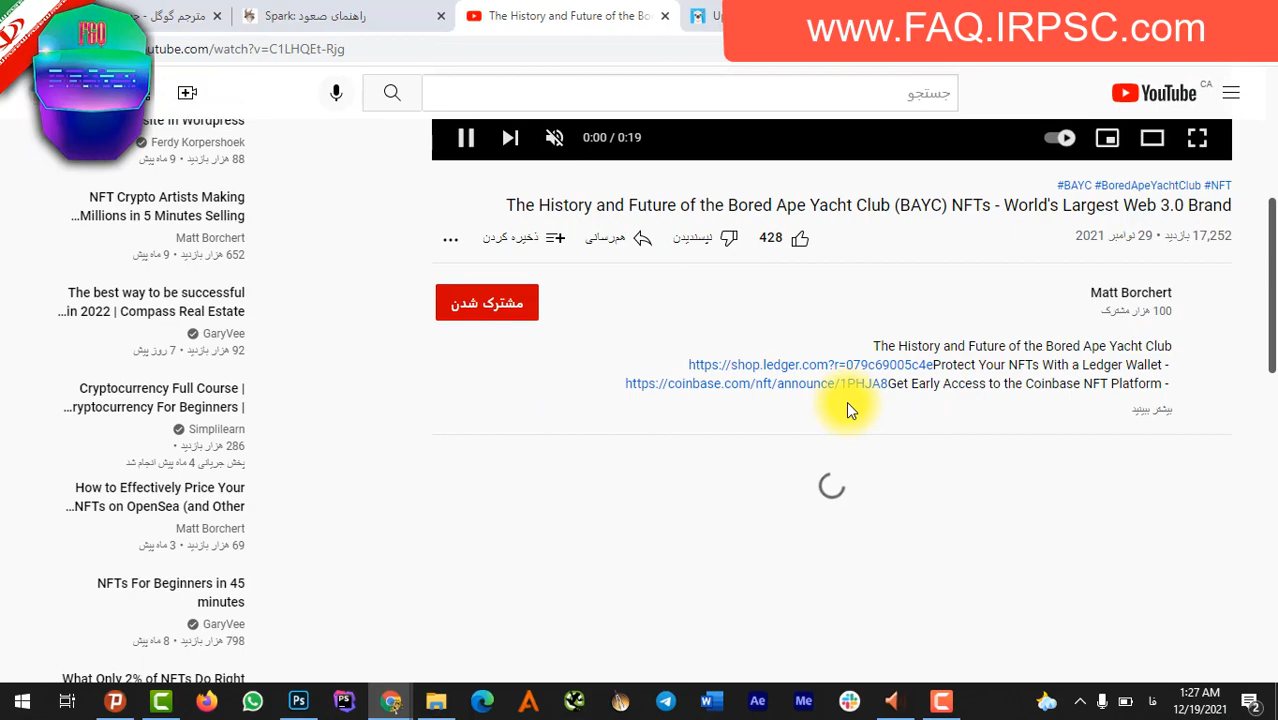 مترجم گوگل - ج
Spark: راهنمای صعود
The History and Future of the Bo
Up
www.FAQ.IRPSC.com
FAQ
utube.com/watch?v=C1LHQEt-Rjg
جستجو
YouTube CA
0:00 / 0:19
#BAYC #BoredApeYachtClub #NFT
The History and Future of the Bored Ape Yacht Club (BAYC) NFTs - World's Largest Web 3.0 Brand
17,252 بازدید • 29 نوامبر 2021
428
نپسندیدن
هم‌رسانی
ذخیره کردن
Matt Borchert
100 هزار مشترک
مشترک شدن
The History and Future of the Bored Ape Yacht Club
https://shop.ledger.com?r=079c69005c4eProtect Your NFTs With a Ledger Wallet -
https://coinbase.com/nft/announce/1PHJA8Get Early Access to the Coinbase NFT Platform -
بیشتر ببینید
site in Wordpress
Ferdy Korpershoek
88 هزار بازدید • 9 ماه پیش
NFT Crypto Artists Making
...Millions in 5 Minutes Selling
Matt Borchert
652 هزار بازدید • 9 ماه پیش
The best way to be successful
...in 2022 | Compass Real Estate
GaryVee
92 هزار بازدید • 7 روز پیش
Cryptocurrency Full Course |
...ryptocurrency For Beginners |
Simplilearn
286 هزار بازدید •
پخش جریانی 4 ماه پیش انجام شد
How to Effectively Price Your
...NFTs on OpenSea (and Other
Matt Borchert
69 هزار بازدید • 3 ماه پیش
NFTs For Beginners in 45
minutes
GaryVee
798 هزار بازدید • 8 ماه پیش
What Only 2% of NFTs Do Right
Ps
PS
W
Ae
Me
فا
1:27 AM
12/19/2021
2